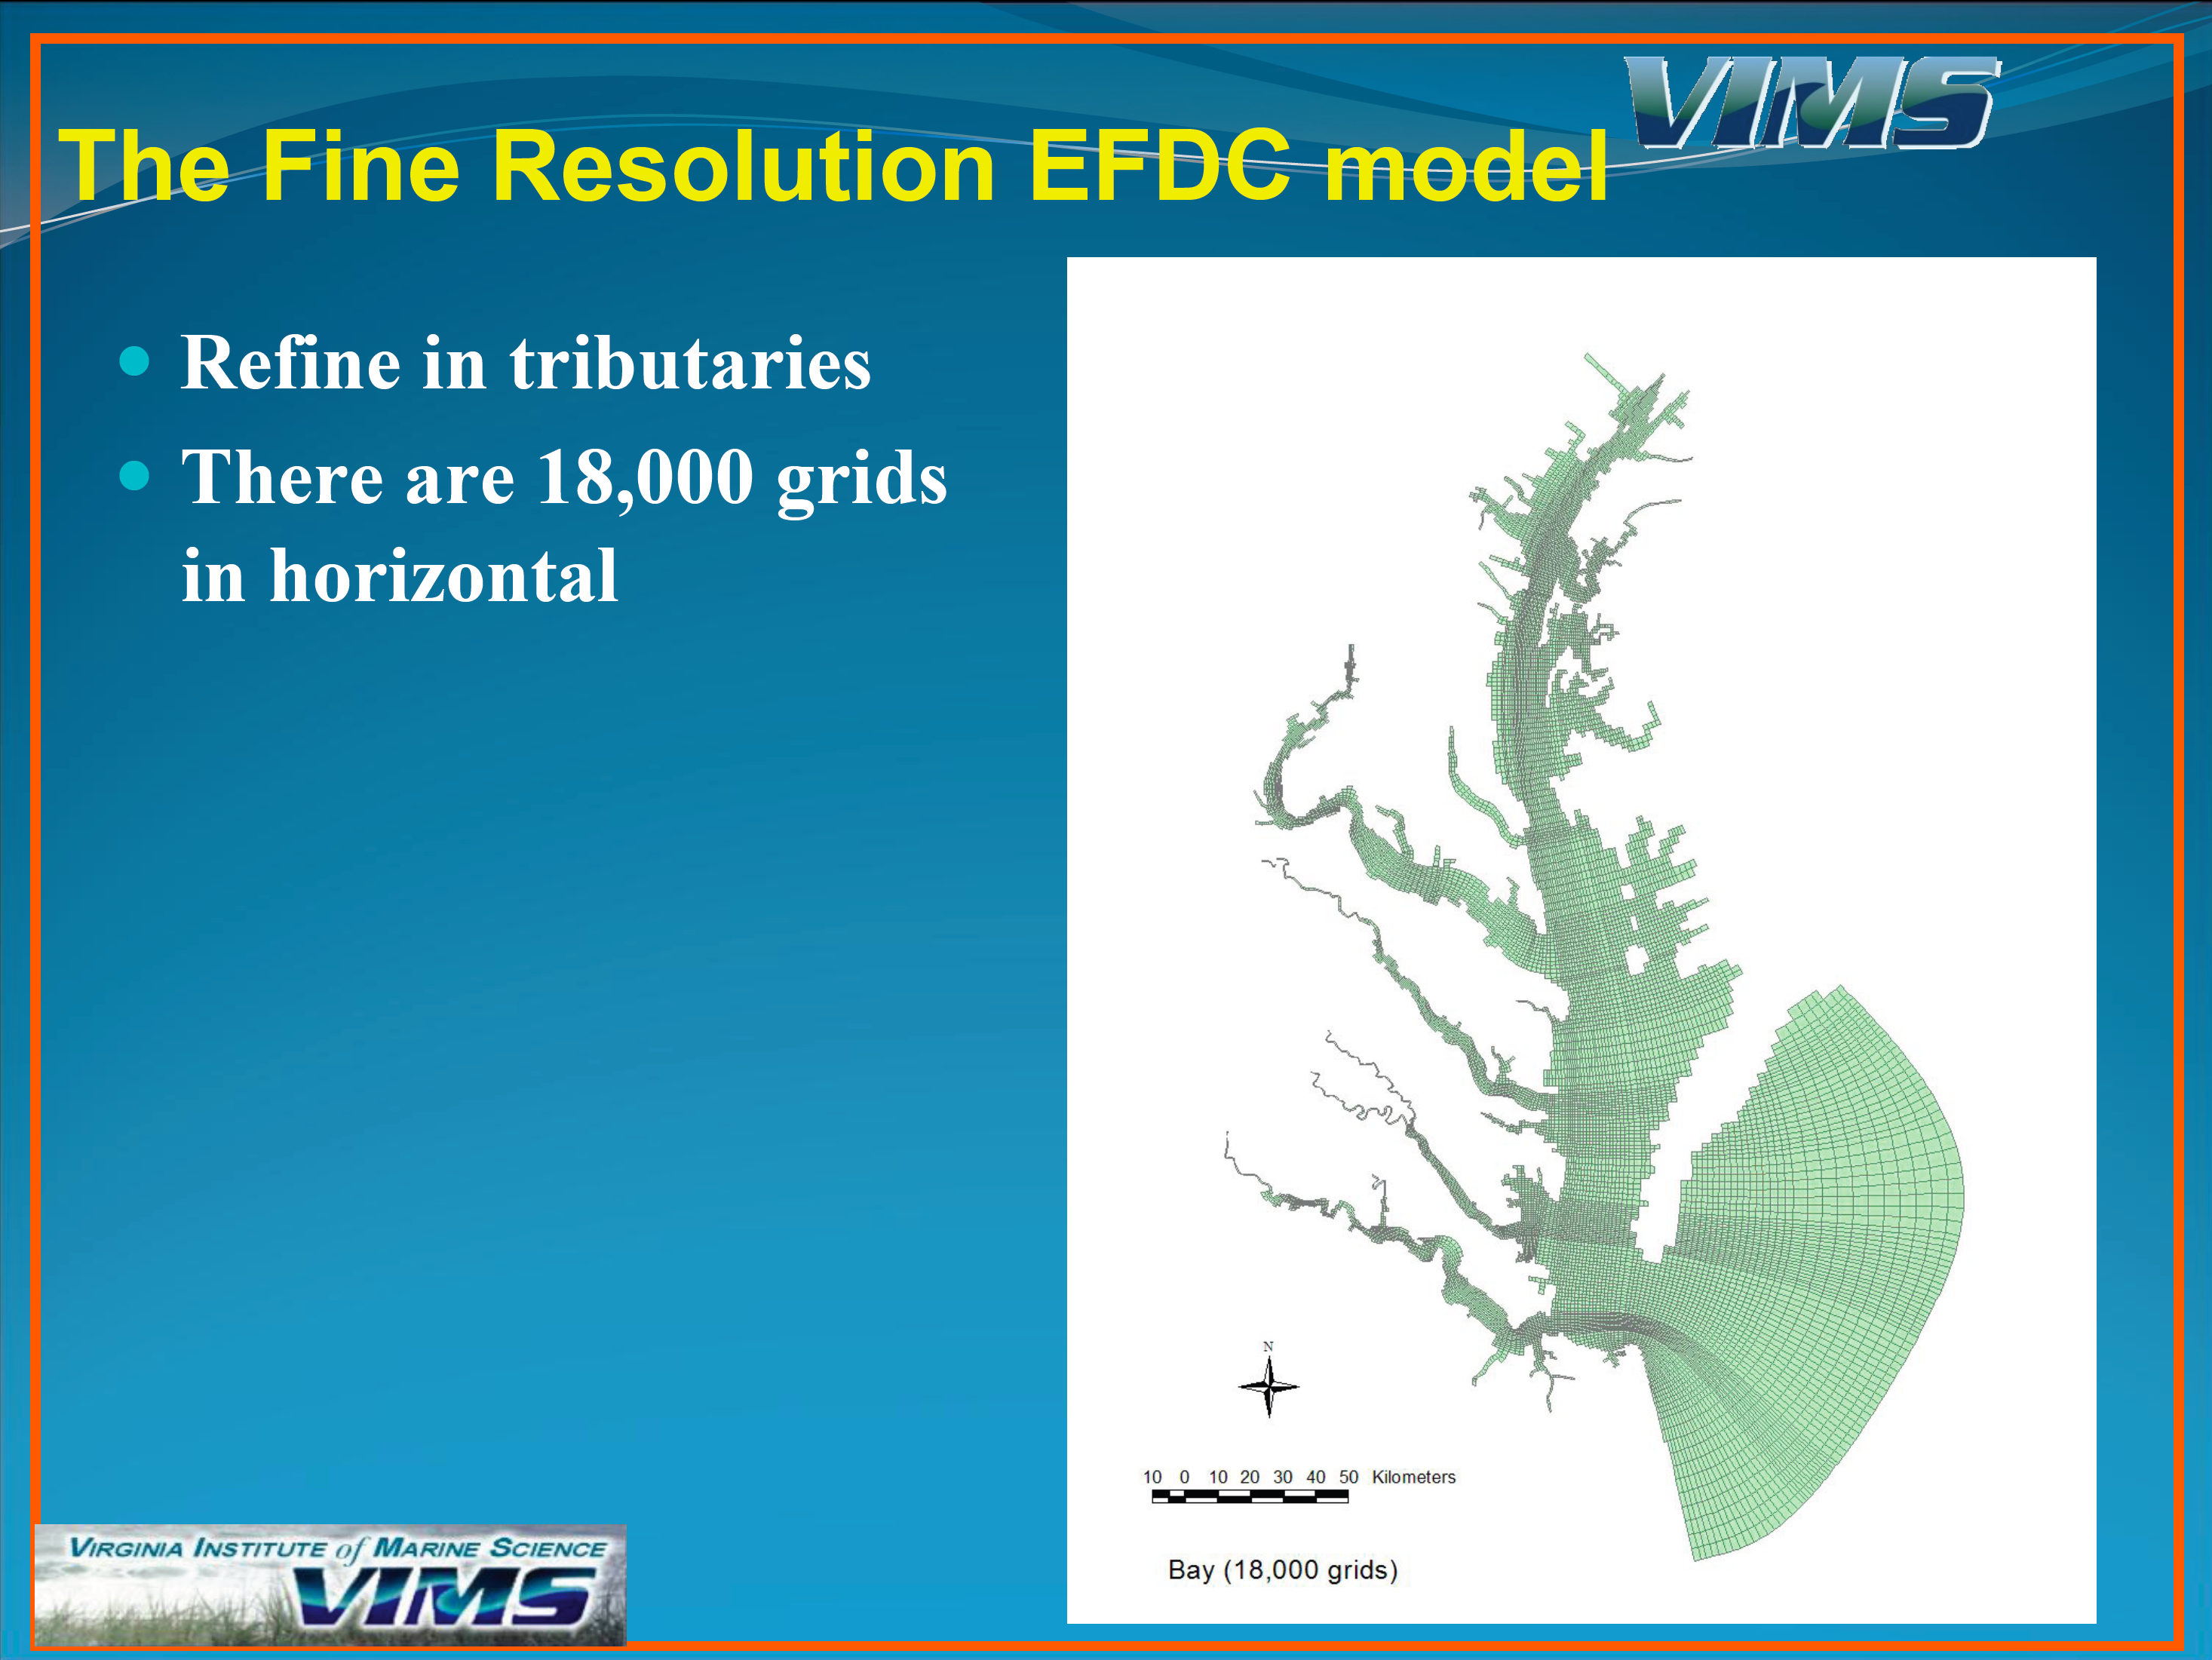 VIMS
The Fine Resolution EFDC model
Refine in tributaries
There are 18,000 grids
in horizontal
N
10 0 10 20 30 40 50 Kilometers
Bay (18,000 grids)
VIRGINIA INSTITUTE of MARINE SCIENCE
VIMS